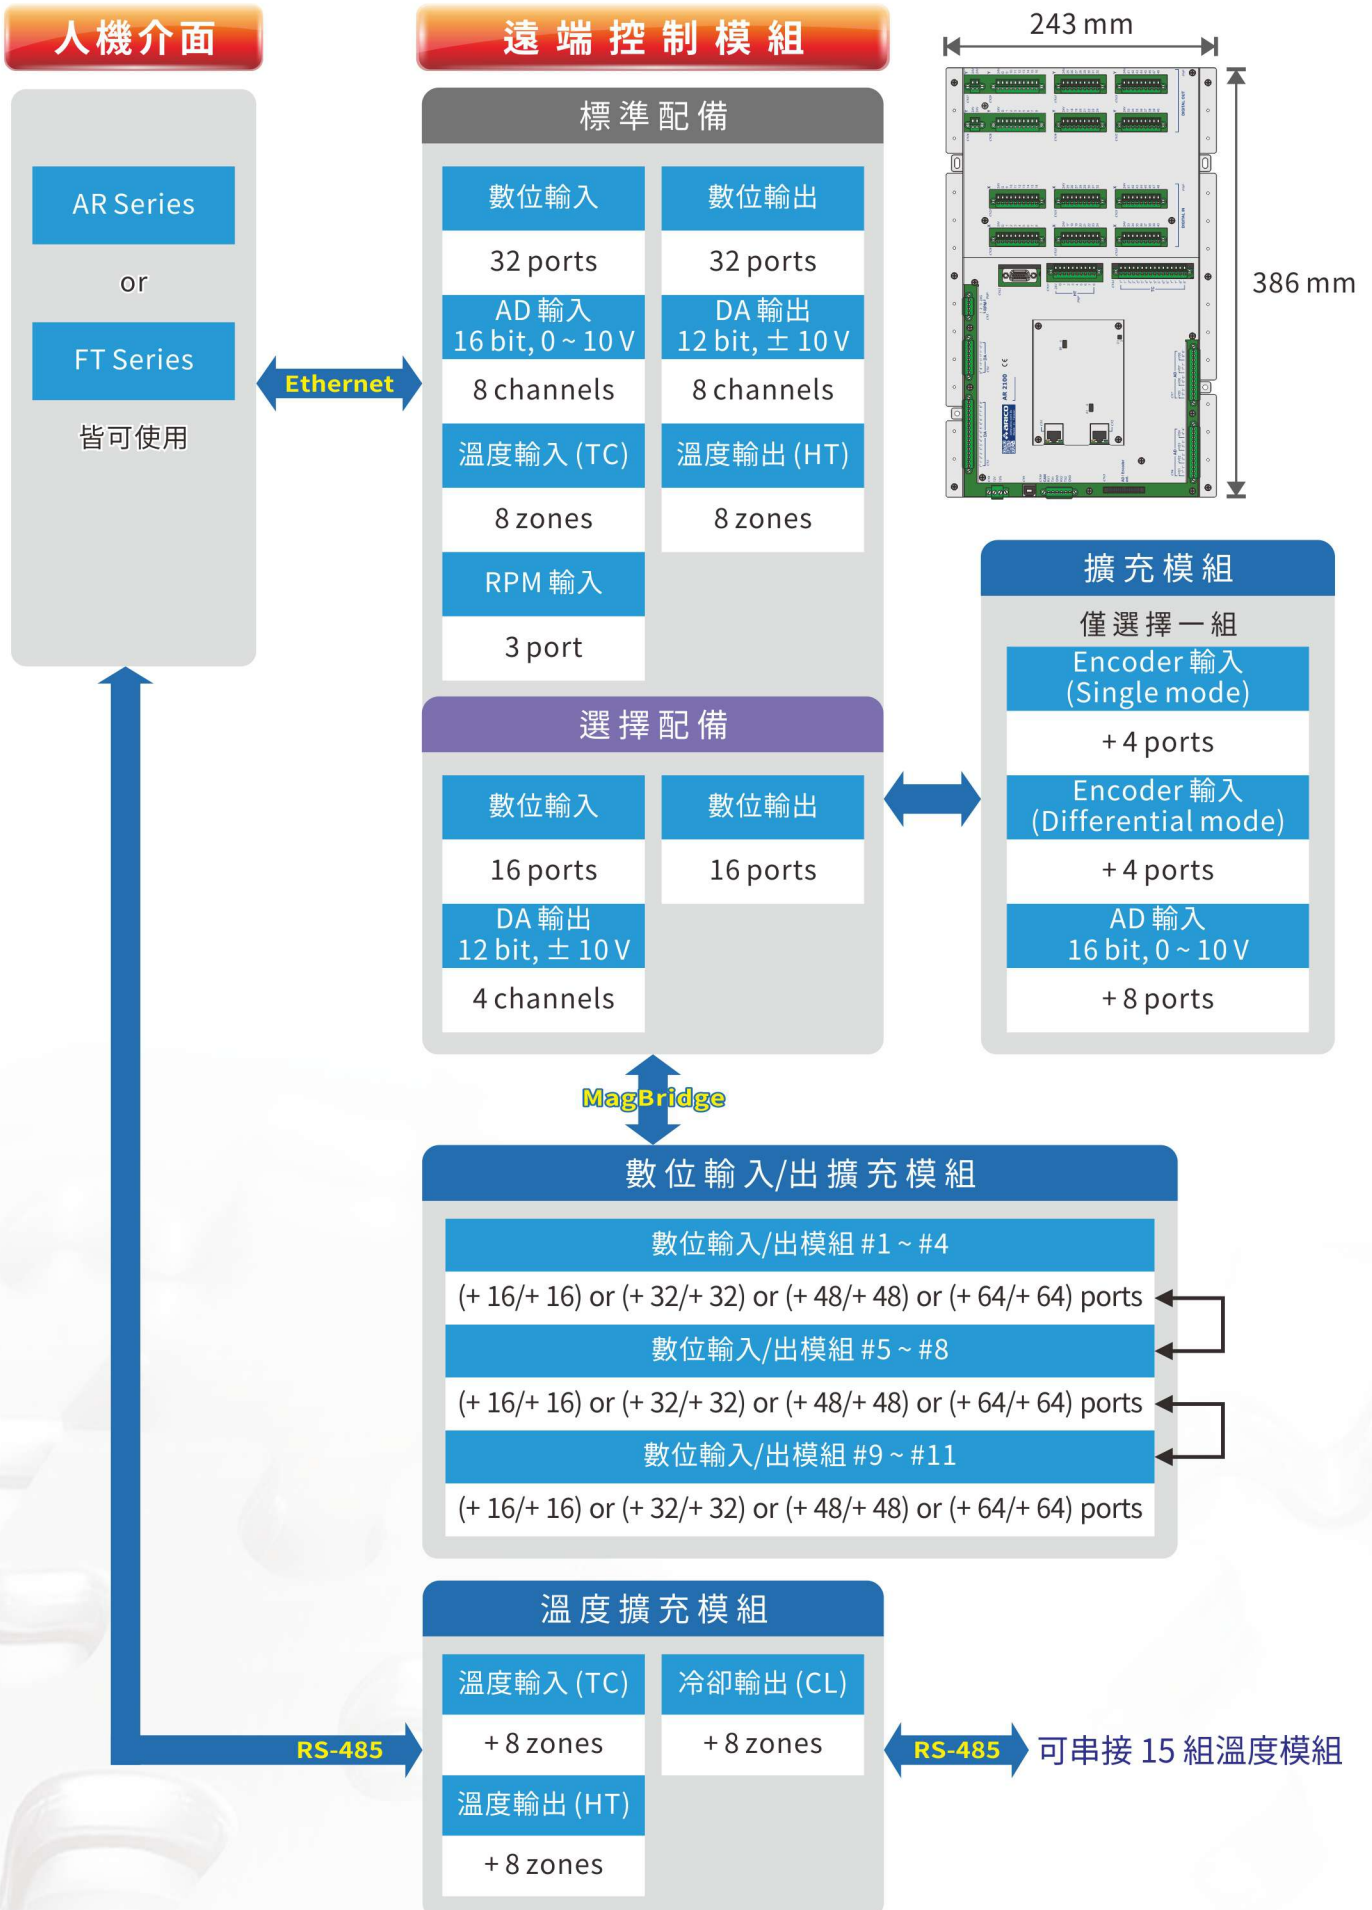 人機介面
AR Series
or
FT Series
皆可使用
Ethernet
遠端控制模組
標準配備
數位輸入
數位輸出
32 ports
32 ports
AD 輸入
16 bit, 0 ~ 10 V
DA 輸出
12 bit, ± 10 V
8 channels
8 channels
溫度輸入 (TC)
溫度輸出 (HT)
8 zones
8 zones
RPM 輸入
3 port
選擇配備
數位輸入
數位輸出
16 ports
16 ports
DA 輸出
12 bit, ± 10 V
4 channels
243 mm
386 mm
DIGITAL OUT
DIGITAL IN
AR 2100
擴充模組
僅選擇一組
Encoder 輸入
(Single mode)
+ 4 ports
Encoder 輸入
(Differential mode)
+ 4 ports
AD 輸入
16 bit, 0 ~ 10 V
+ 8 ports
MagBridge
數位輸入/出擴充模組
數位輸入/出模組 #1 ~ #4
(+ 16/+ 16) or (+ 32/+ 32) or (+ 48/+ 48) or (+ 64/+ 64) ports
數位輸入/出模組 #5 ~ #8
(+ 16/+ 16) or (+ 32/+ 32) or (+ 48/+ 48) or (+ 64/+ 64) ports
數位輸入/出模組 #9 ~ #11
(+ 16/+ 16) or (+ 32/+ 32) or (+ 48/+ 48) or (+ 64/+ 64) ports
溫度擴充模組
溫度輸入 (TC)
冷卻輸出 (CL)
+ 8 zones
+ 8 zones
溫度輸出 (HT)
+ 8 zones
RS-485
RS-485
可串接 15 組溫度模組